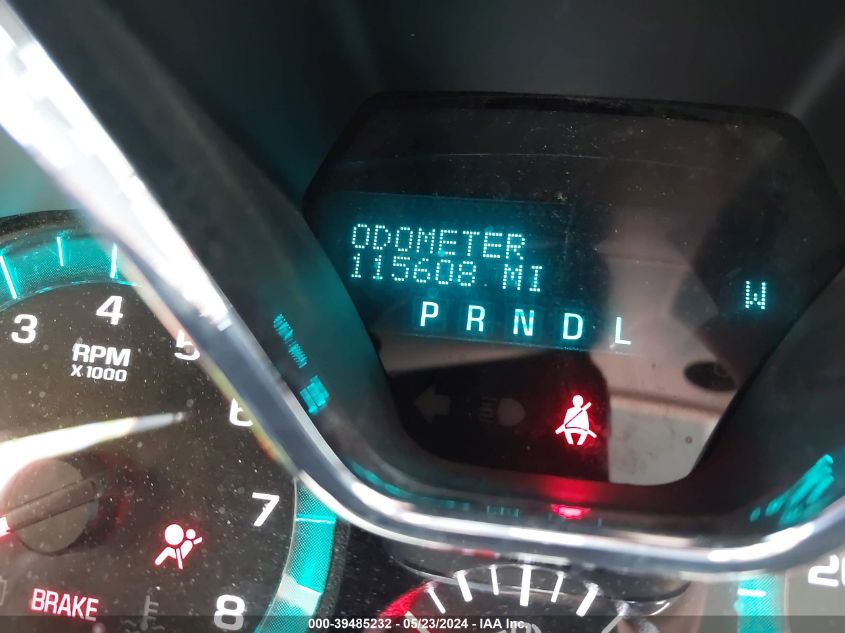 ODOMETER
115608 MI
W
P R N D L
3
4
5
6
7
8
RPM
X 1000
BRAKE
20
000-39485232 - 05/23/2024 - IAA Inc.